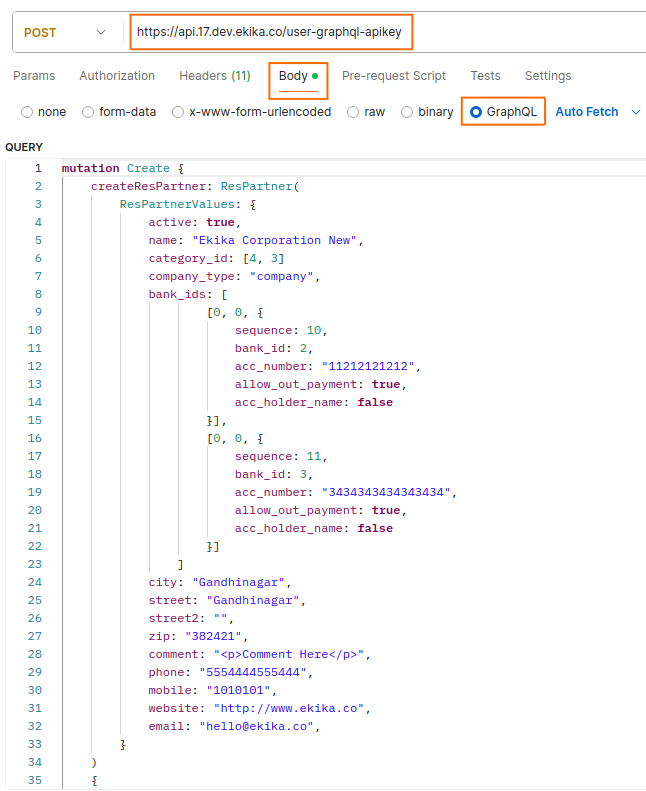 POST https://api.17.dev.ekika.co/user-graphql-apikey
Params Authorization Headers (11) Body Pre-request Script Tests Settings
none form-data x-www-form-urlencoded raw binary GraphQL Auto Fetch
QUERY
1 mutation Create {
2 createResPartner: ResPartner(
3 ResPartnerValues: {
4 active: true,
5 name: "Ekika Corporation New",
6 category_id: [4, 3]
7 company_type: "company",
8 bank_ids: [
9 [0, 0, {
10 sequence: 10,
11 bank_id: 2,
12 acc_number: "11212121212",
13 allow_out_payment: true,
14 acc_holder_name: false
15 }],
16 [0, 0, {
17 sequence: 11,
18 bank_id: 3,
19 acc_number: "3434343434343434",
20 allow_out_payment: true,
21 acc_holder_name: false
22 }]
23 ]
24 city: "Gandhinagar",
25 street: "Gandhinagar",
26 street2: "",
27 zip: "382421",
28 comment: "<p>Comment Here</p>",
29 phone: "5554444555444",
30 mobile: "1010101",
31 website: "http://www.ekika.co",
32 email: "hello@ekika.co",
33 }
34 )
35 {